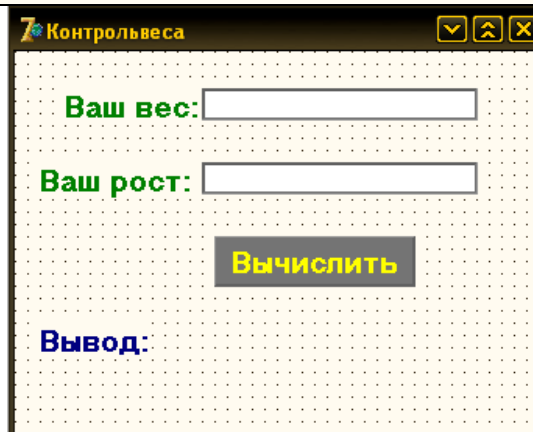 Контрольвеса
Ваш вес:
Ваш рост:
Вычислить
Вывод: